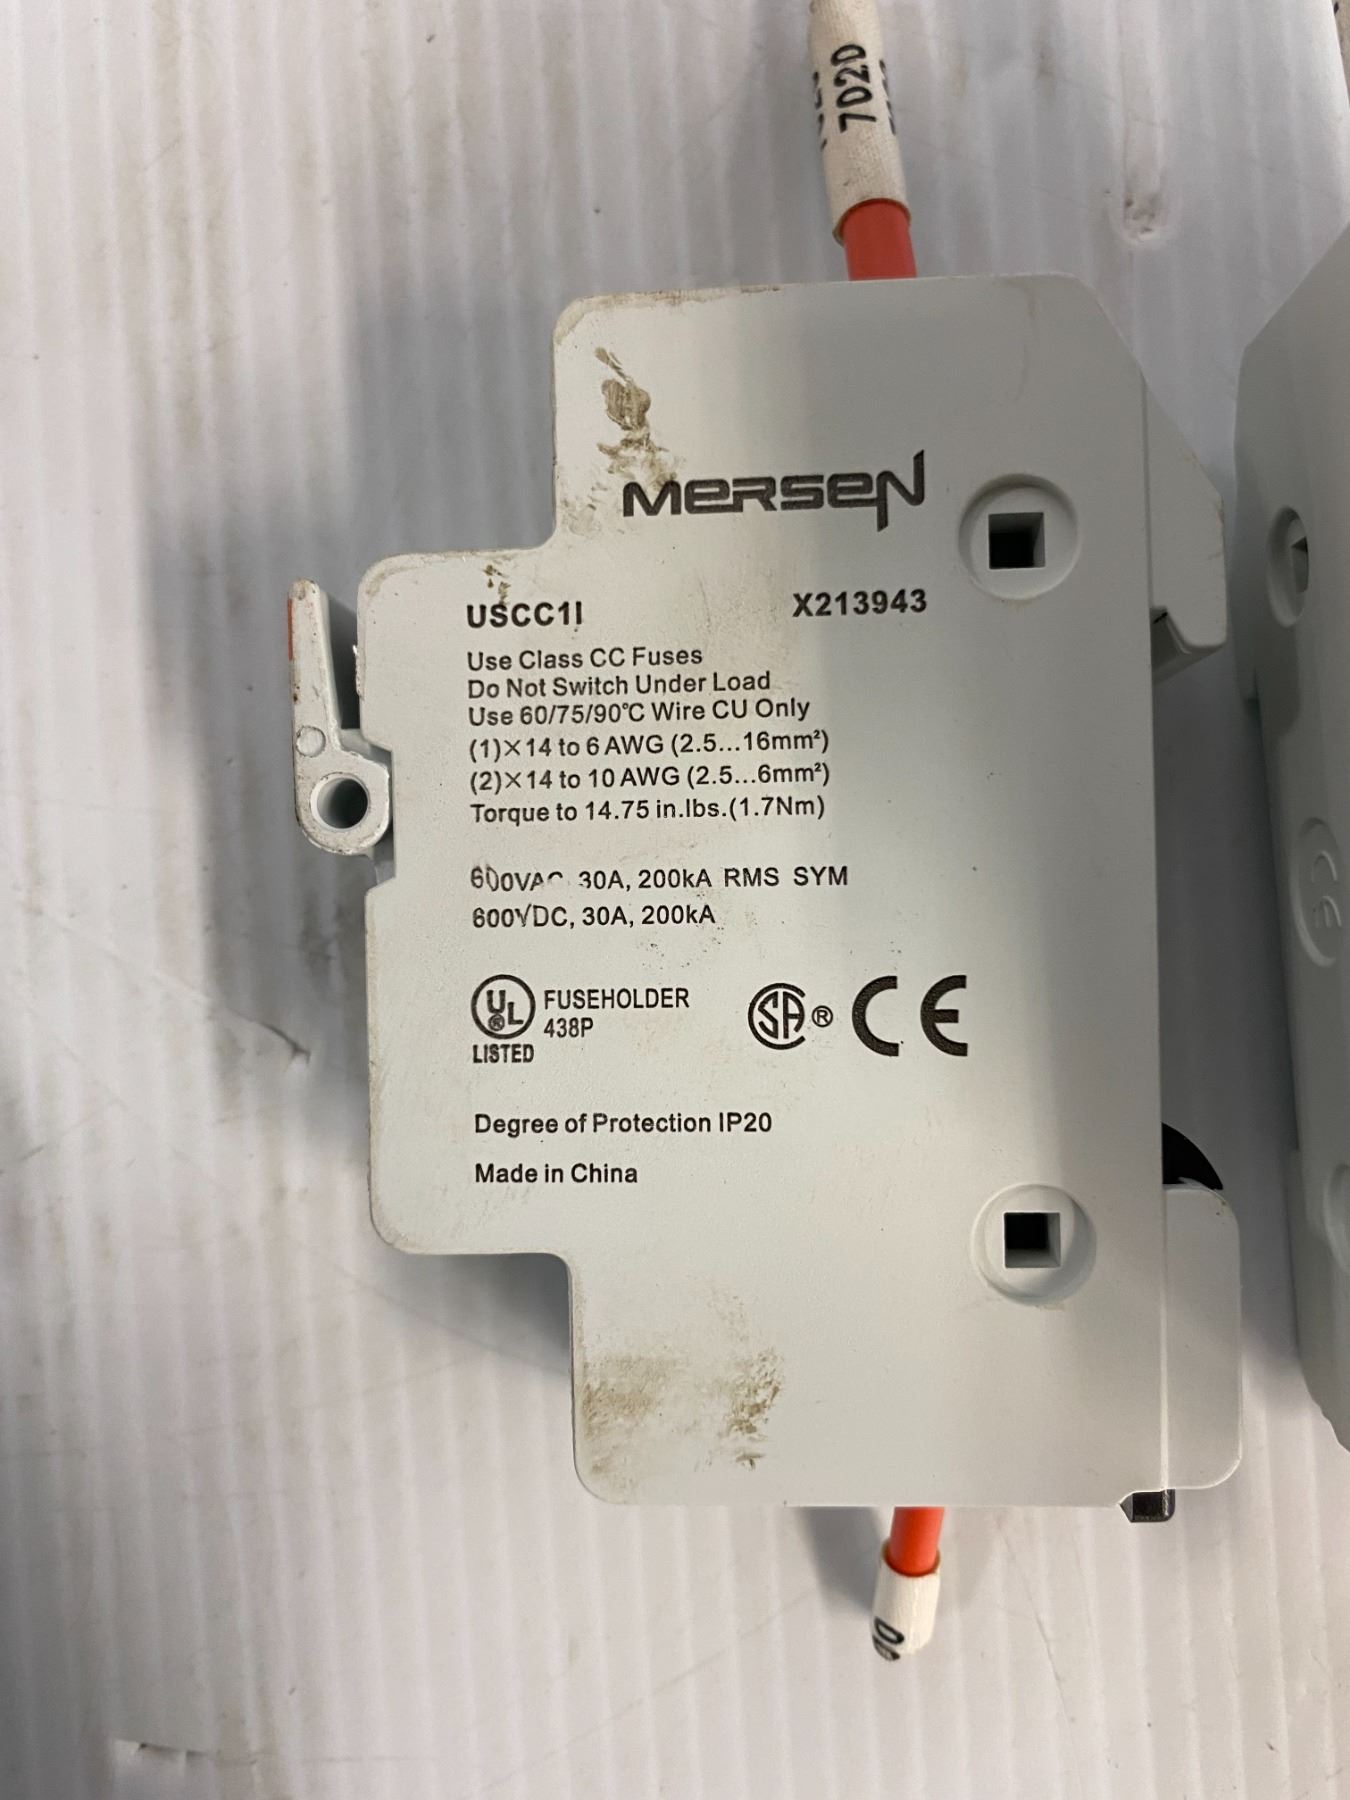 7020
MERSEN
USCC1I X213943
Use Class CC Fuses
Do Not Switch Under Load
Use 60/75/90°C Wire CU Only
(1)×14 to 6 AWG (2.5...16mm²)
(2)×14 to 10 AWG (2.5...6mm²)
Torque to 14.75 in.lbs.(1.7Nm)
600VAC, 30A, 200kA RMS SYM
600VDC, 30A, 200kA
UL® FUSEHOLDER
438P
LISTED
SA® CE
Degree of Protection IP20
Made in China
CE